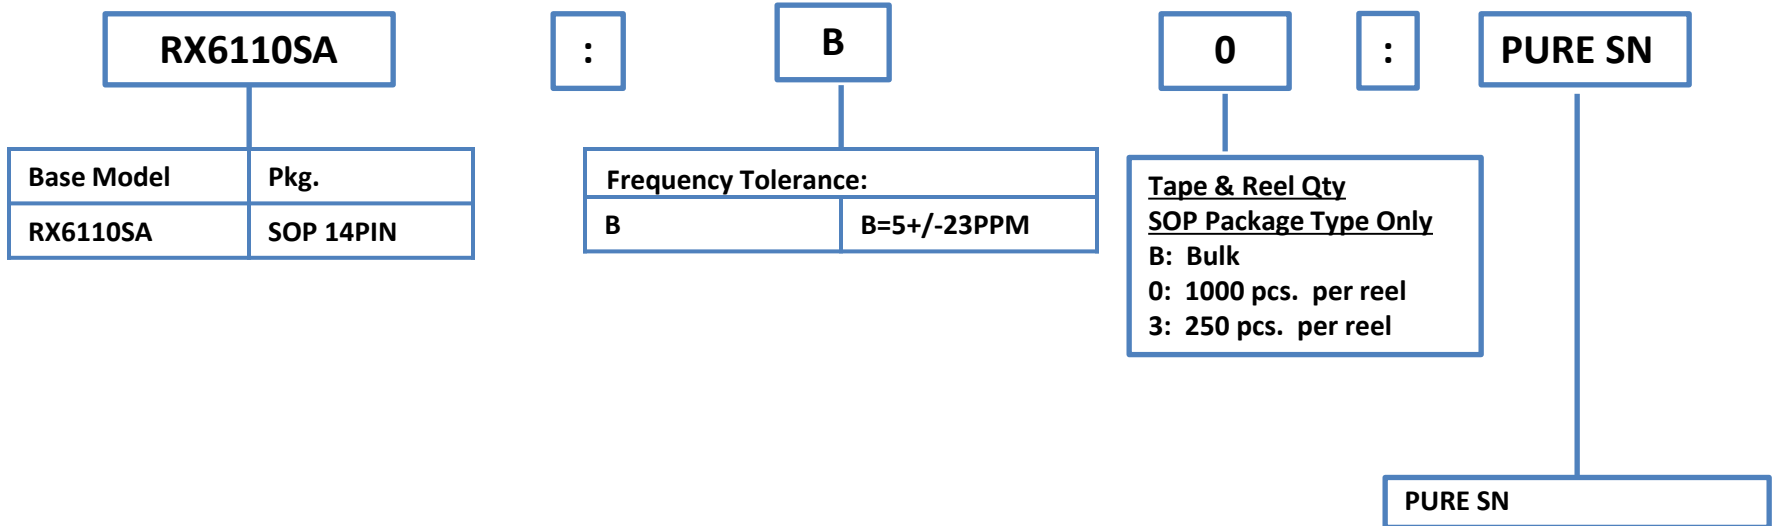 RX6110SA : B 0 : PURE SN
Base Model Pkg.
RX6110SA SOP 14PIN
Frequency Tolerance:
B B=5+/-23PPM
Tape & Reel Qty
SOP Package Type Only
B: Bulk
0: 1000 pcs. per reel
3: 250 pcs. per reel
PURE SN